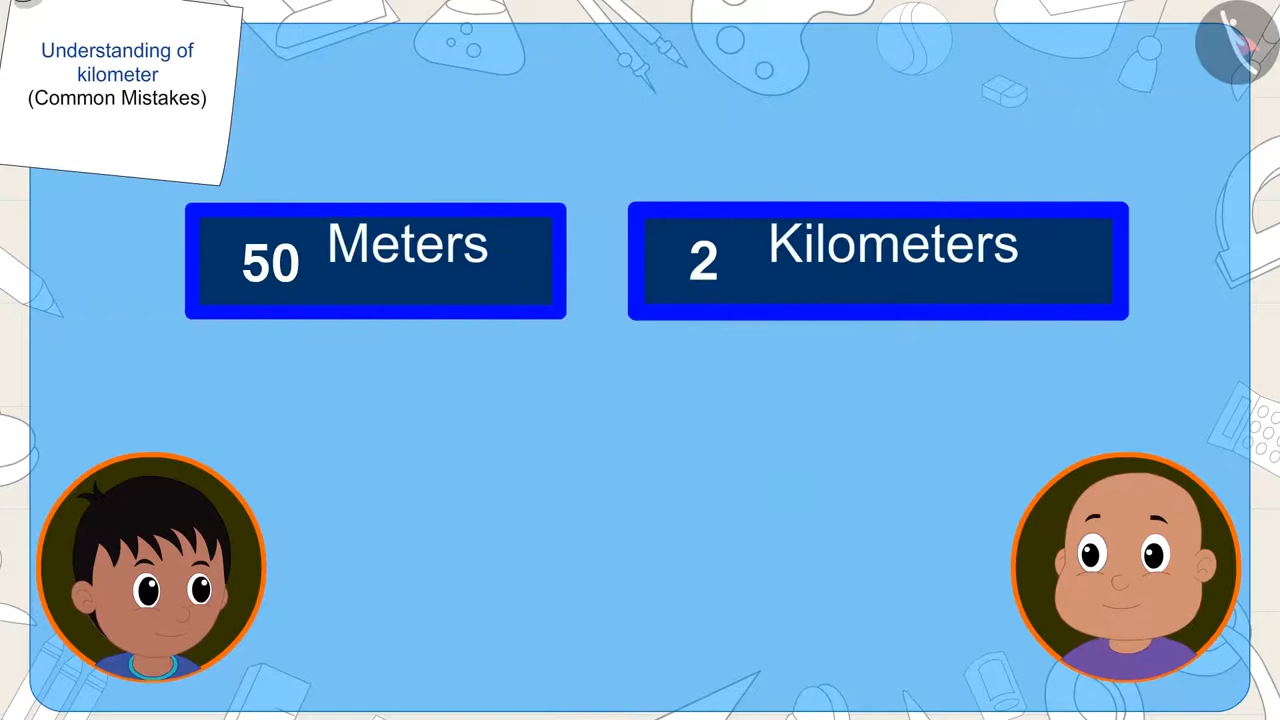 Understanding of
kilometer
(Common Mistakes)
50 Meters
2 Kilometers